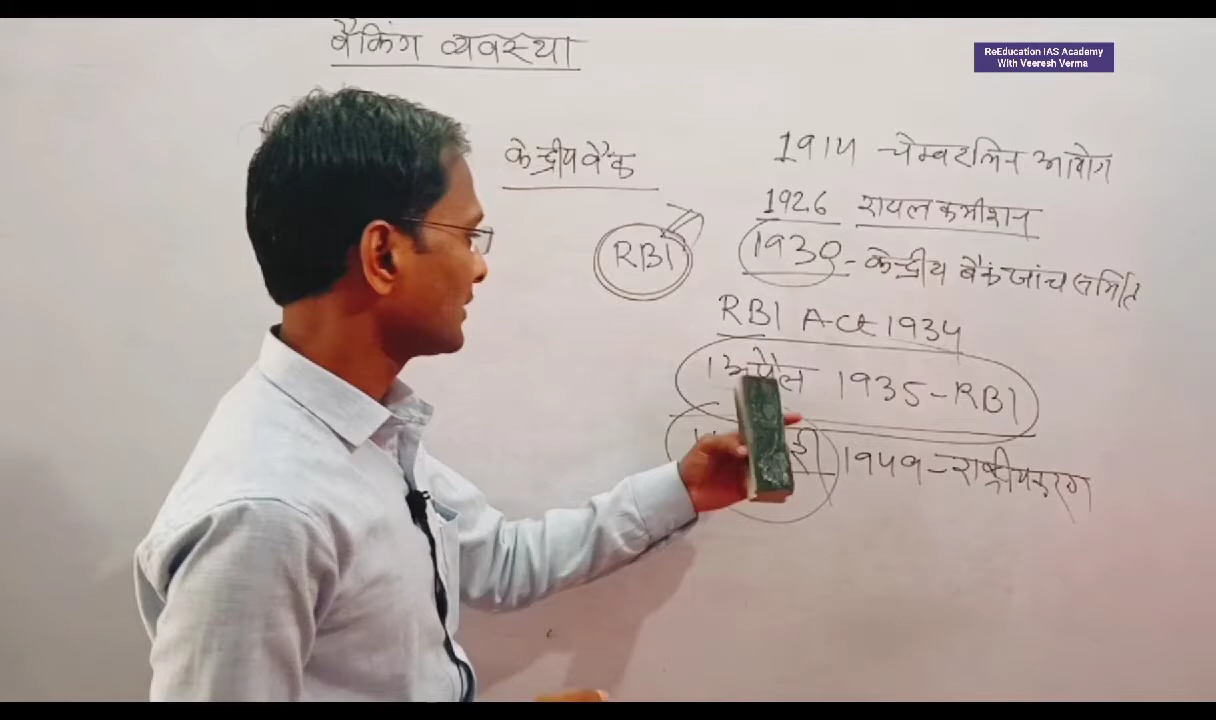 बैंकिंग व्यवस्था
ReEducation IAS Academy
With Veeresh Verma
केन्द्रीय बैंक
RBI
1914 चेम्बरलिन आयोग
1926 रायल कमीशन
केन्द्रीय बैंक जांच समिति
RBI Act 1934
1935 - RBI
1949 - राष्ट्रीयकरण